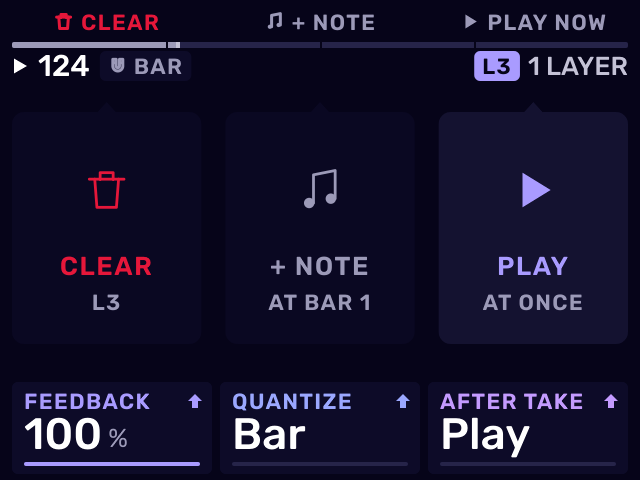 CLEAR
+ NOTE
PLAY NOW
124
BAR
L3
1 LAYER
CLEAR
L3
+ NOTE
AT BAR 1
PLAY
AT ONCE
FEEDBACK
100 %
QUANTIZE
Bar
AFTER TAKE
Play